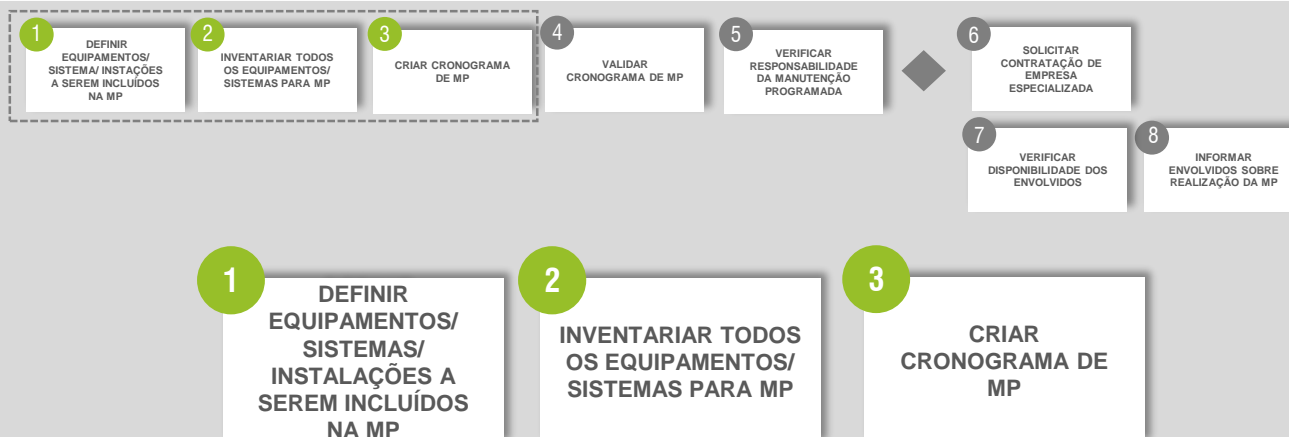 1
DEFINIR
EQUIPAMENTOS/
SISTEMA/ INSTAÇÕES
A SEREM INCLUÍDOS
NA MP
2
INVENTARIAR TODOS
OS EQUIPAMENTOS/
SISTEMAS PARA MP
3
CRIAR CRONOGRAMA
DE MP
4
VALIDAR
CRONOGRAMA DE MP
5
VERIFICAR
RESPONSABILIDADE
DA MANUTENÇÃO
PROGRAMADA
6
SOLICITAR
CONTRATAÇÃO DE
EMPRESA
ESPECIALIZADA
7
VERIFICAR
DISPONIBILIDADE DOS
ENVOLVIDOS
8
INFORMAR
ENVOLVIDOS SOBRE
REALIZAÇÃO DA MP
1
DEFINIR
EQUIPAMENTOS/
SISTEMAS/
INSTALAÇÕES A
SEREM INCLUÍDOS
NA MP
2
INVENTARIAR TODOS
OS EQUIPAMENTOS/
SISTEMAS PARA MP
3
CRIAR
CRONOGRAMA DE
MP